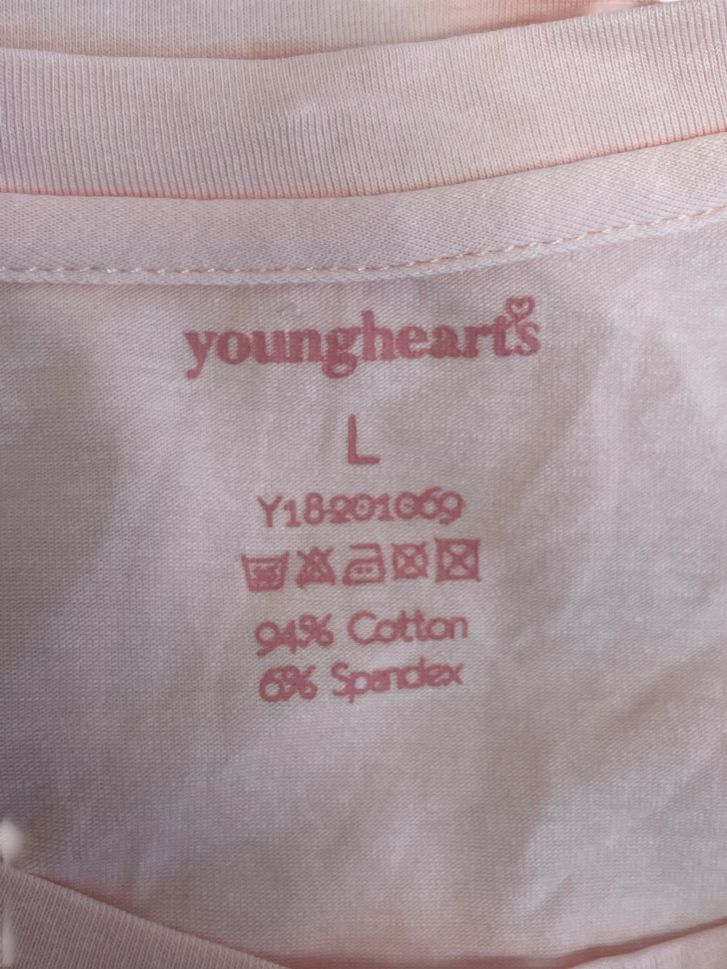 younghearts
L
Y18-201069
94% Cotton
6% Spandex